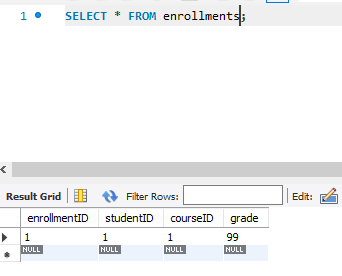 1 SELECT * FROM enrollments;
Result Grid Filter Rows: Edit:
enrollmentID studentID courseID grade
1 1 1 99
NULL NULL NULL NULL